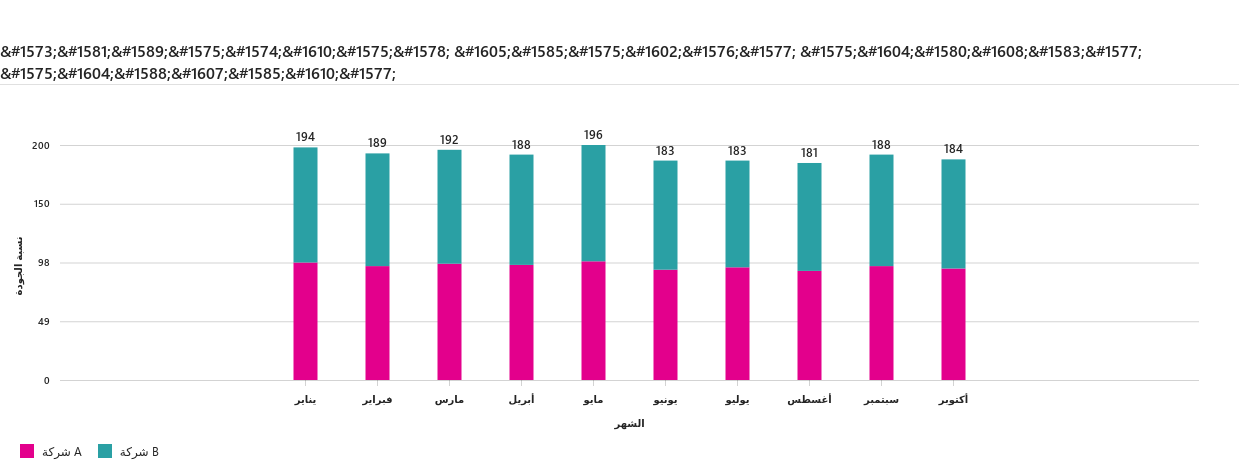 &#1573;&#1581;&#1589;&#1575;&#1574;&#1610;&#1575;&#1578; &#1605;&#1585;&#1575;&#1602;&#1576;&#1577; &#1575;&#1604;&#1580;&#1608;&#1583;&#1577;
&#1575;&#1604;&#1588;&#1607;&#1585;&#1610;&#1577;
194 189 192 188 196 183 183 181 188 184
200
150
98
49
0
نسبة الجودة
يناير فبراير مارس أبريل مايو يونيو يوليو أغسطس سبتمبر أكتوبر
الشهر
شركة A شركة B